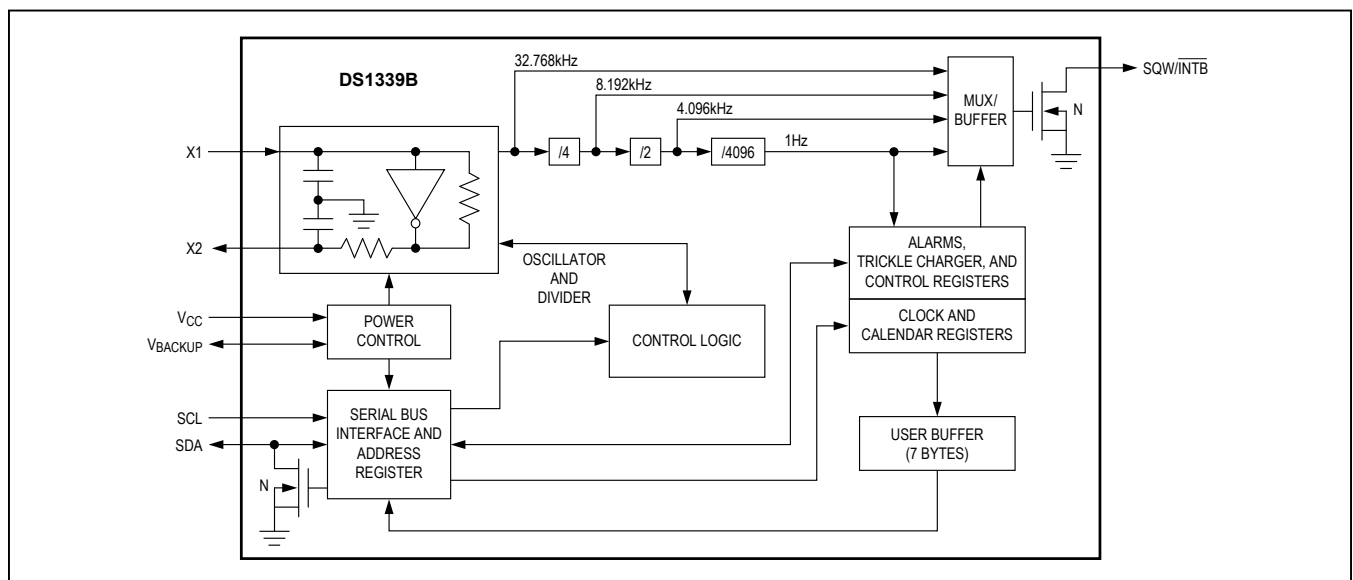 DS1339B
32.768kHz
8.192kHz
4.096kHz
1Hz
MUX/
BUFFER
N
SQW/INTB
X1
/4
/2
/4096
X2
OSCILLATOR
AND
DIVIDER
ALARMS,
TRICKLE CHARGER, AND
CONTROL REGISTERS
VCC
VBACKUP
POWER
CONTROL
CONTROL LOGIC
CLOCK AND
CALENDAR REGISTERS
SCL
SDA
SERIAL BUS
INTERFACE AND
ADDRESS
REGISTER
USER BUFFER
(7 BYTES)
N